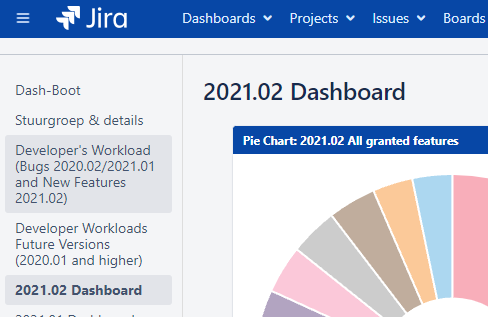 Jira
Dashboards
Projects
Issues
Boards
Dash-Boot
Stuurgroep & details
Developer's Workload
(Bugs 2020.02/2021.01
and New Features
2021.02)
Developer Workloads
Future Versions
(2020.01 and higher)
2021.02 Dashboard
2021.02 Dashboard
Pie Chart: 2021.02 All granted features